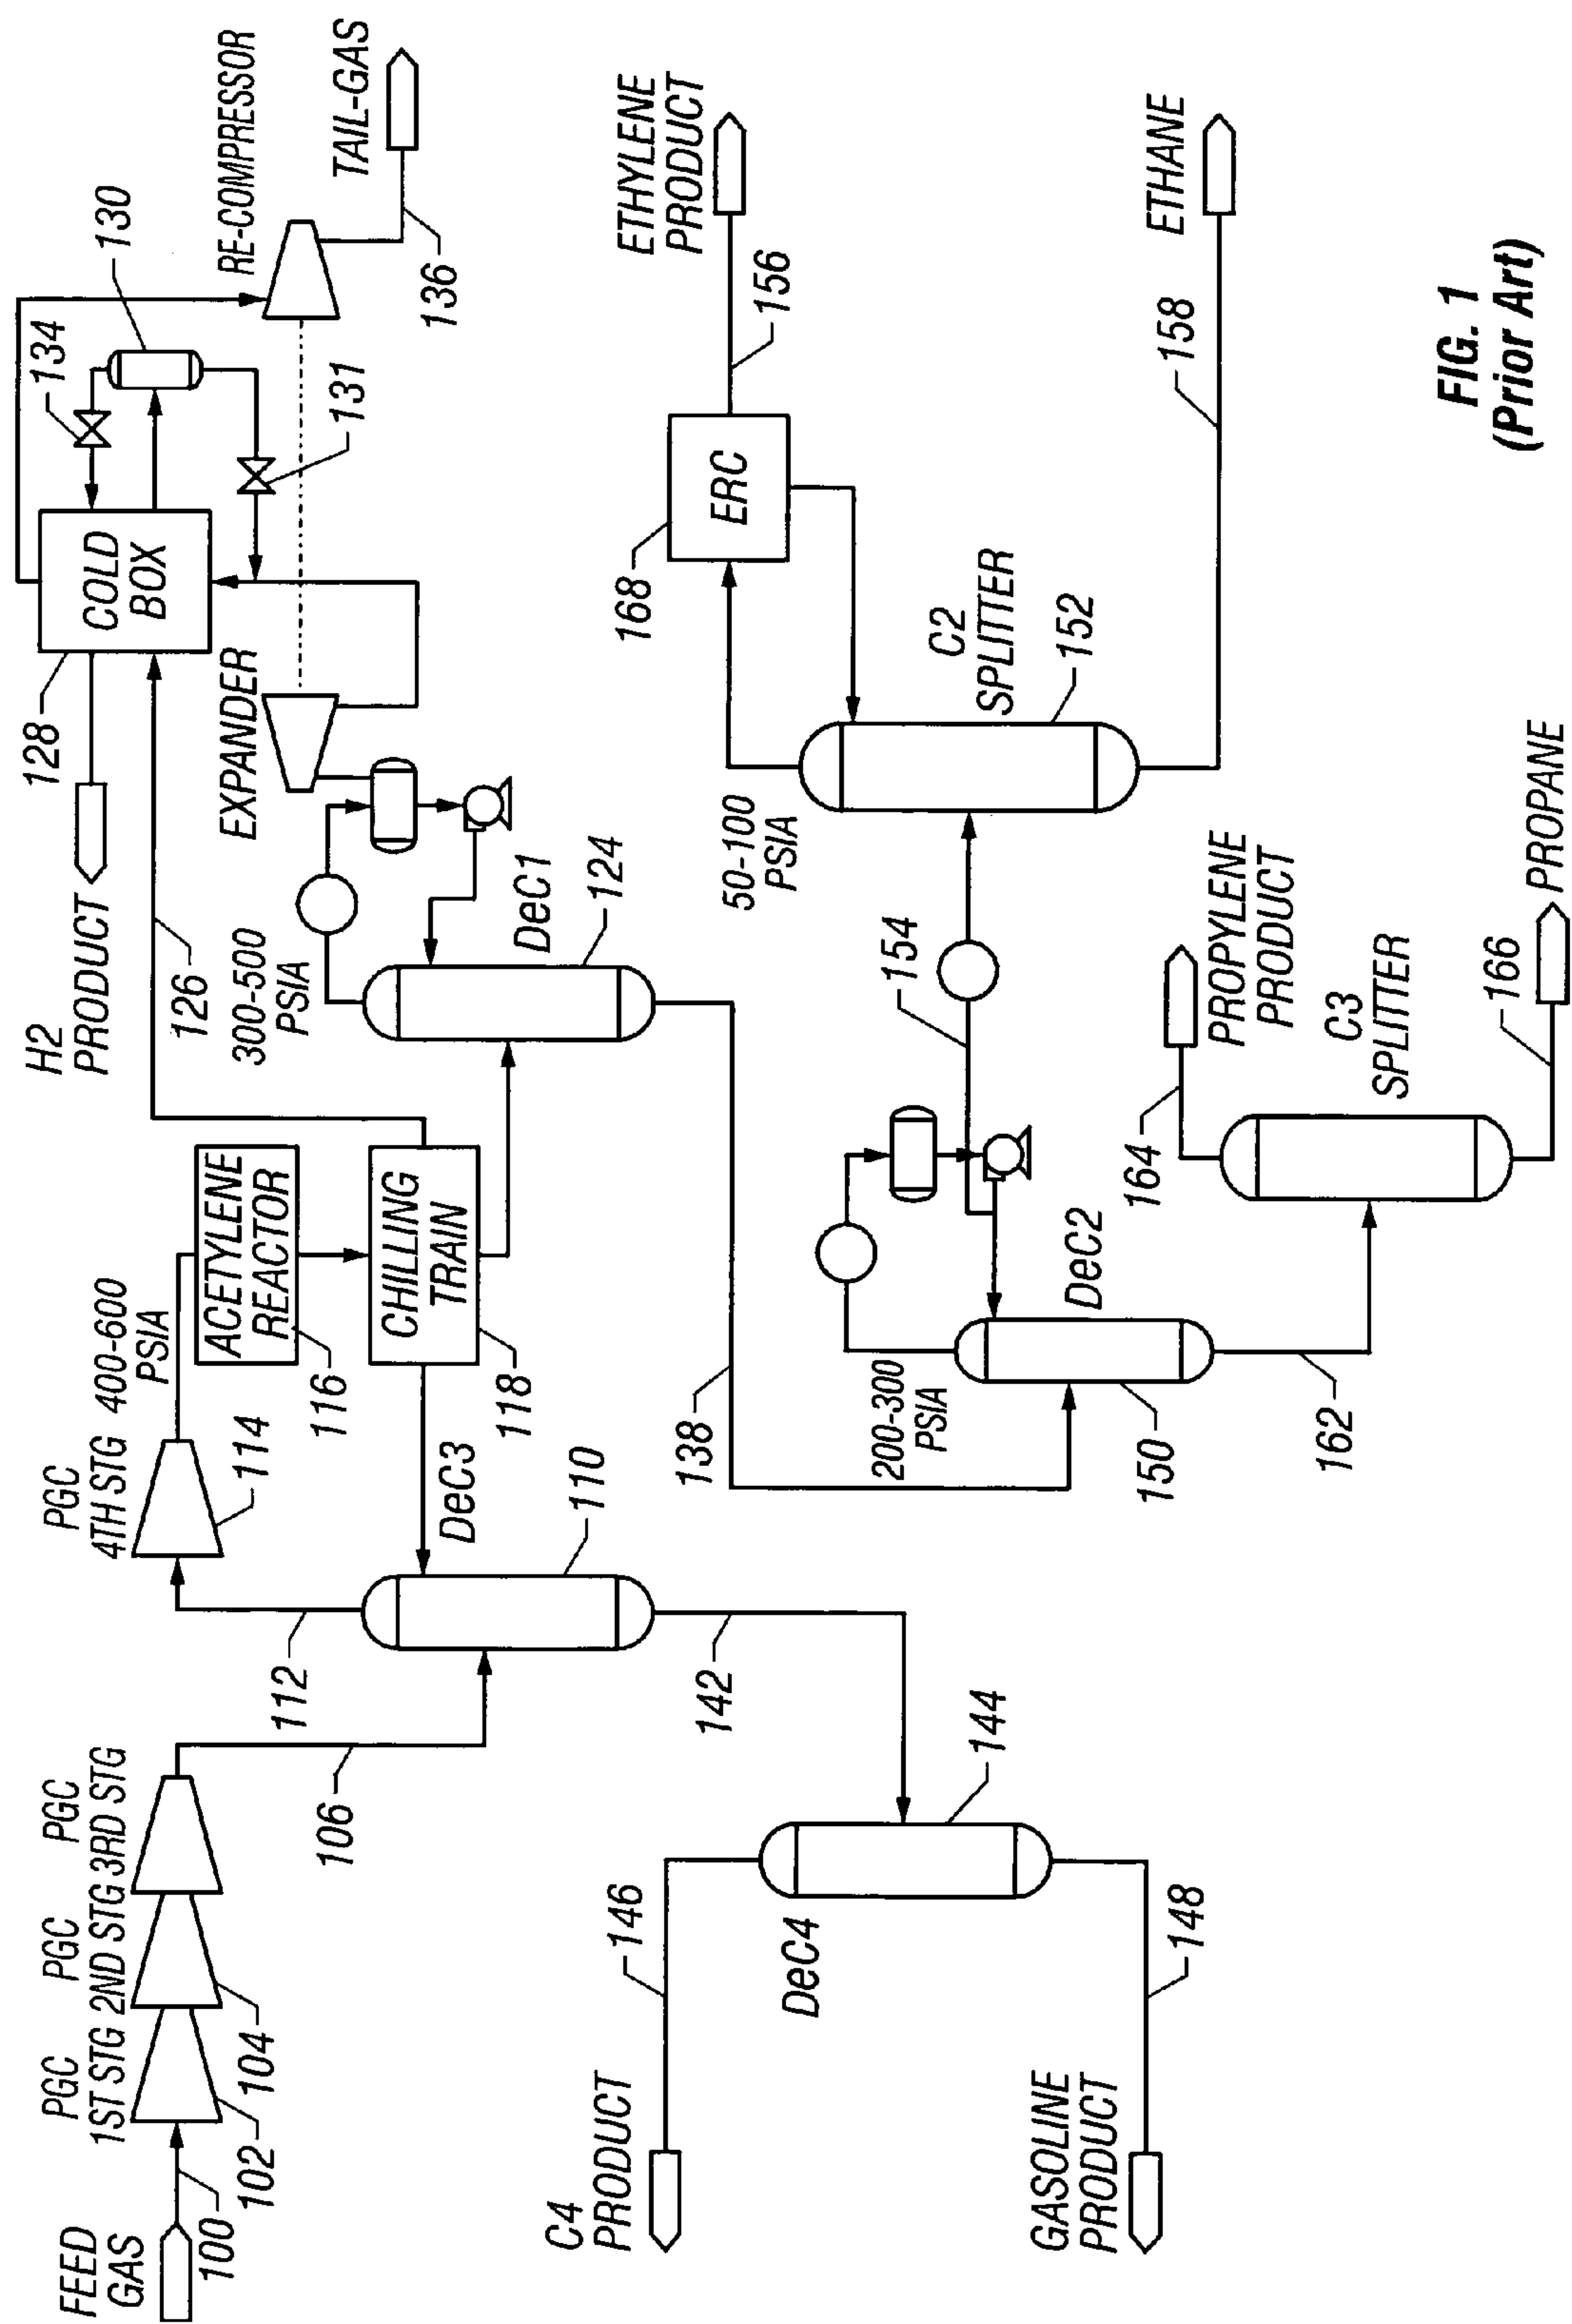 FEED
GAS
100
102
104
PGC
1ST STG
PGC
2ND STG
PGC
3RD STG
106
112
PGC
4TH STG
114
400-600
PSIA
ACETYLENE
REACTOR
116
CHILLING
TRAIN
118
DeC3
110
142
144
DeC4
146
C4
PRODUCT
148
GASOLINE
PRODUCT
H2
PRODUCT
126
128
COLD
BOX
134
130
131
RE-COMPRESSOR
TAIL-GAS
136
EXPANDER
300-500
PSIA
DeC1
124
138
200-300
PSIA
DeC2
150
154
162
164
PROPYLENE
PRODUCT
C3
SPLITTER
166
PROPANE
50-100
PSIA
C2
SPLITTER
152
168
ERC
156
ETHYLENE
PRODUCT
158
ETHANE
FIG. 1
(Prior Art)